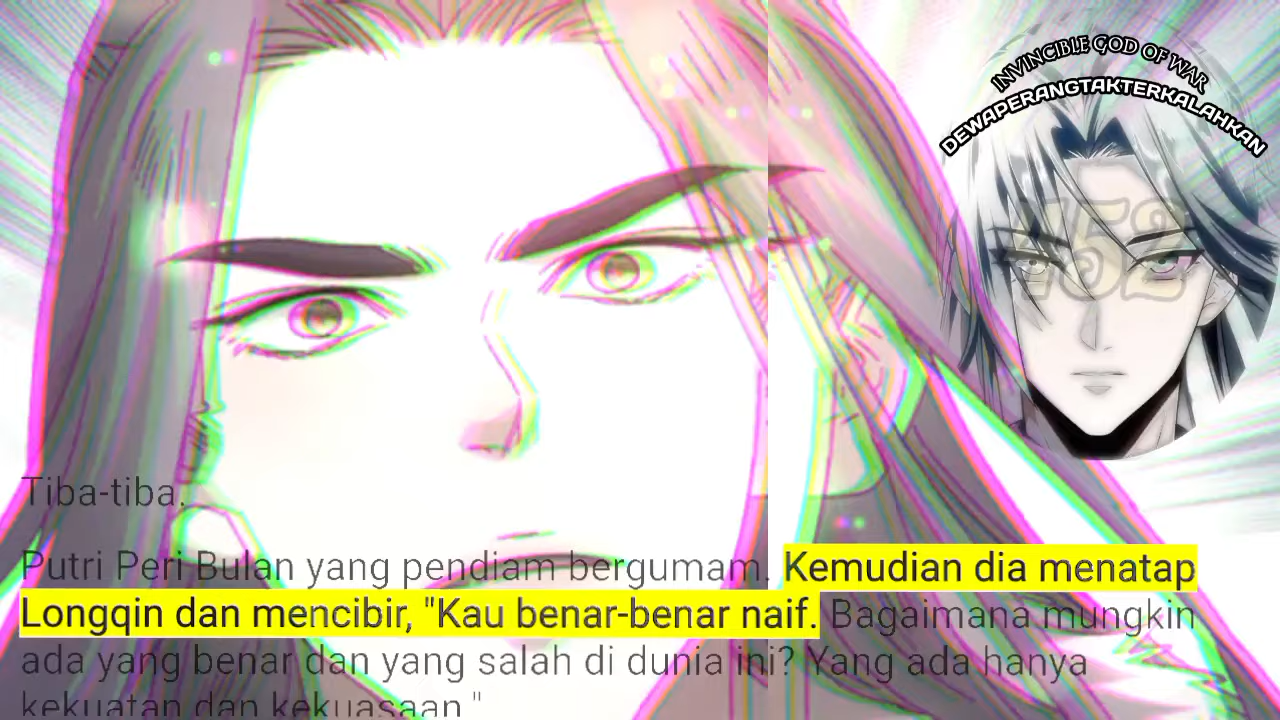 INVINCIBLE GOD OF WAR
DEWAPERANGTAKTERKALAHKAN
452
Tiba-tiba.
Putri Peri Bulan yang pendiam bergumam. Kemudian dia menatap
Longqin dan mencibir, "Kau benar-benar naif. Bagaimana mungkin
ada yang benar dan yang salah di dunia ini? Yang ada hanya
kekuatan dan kekuasaan."